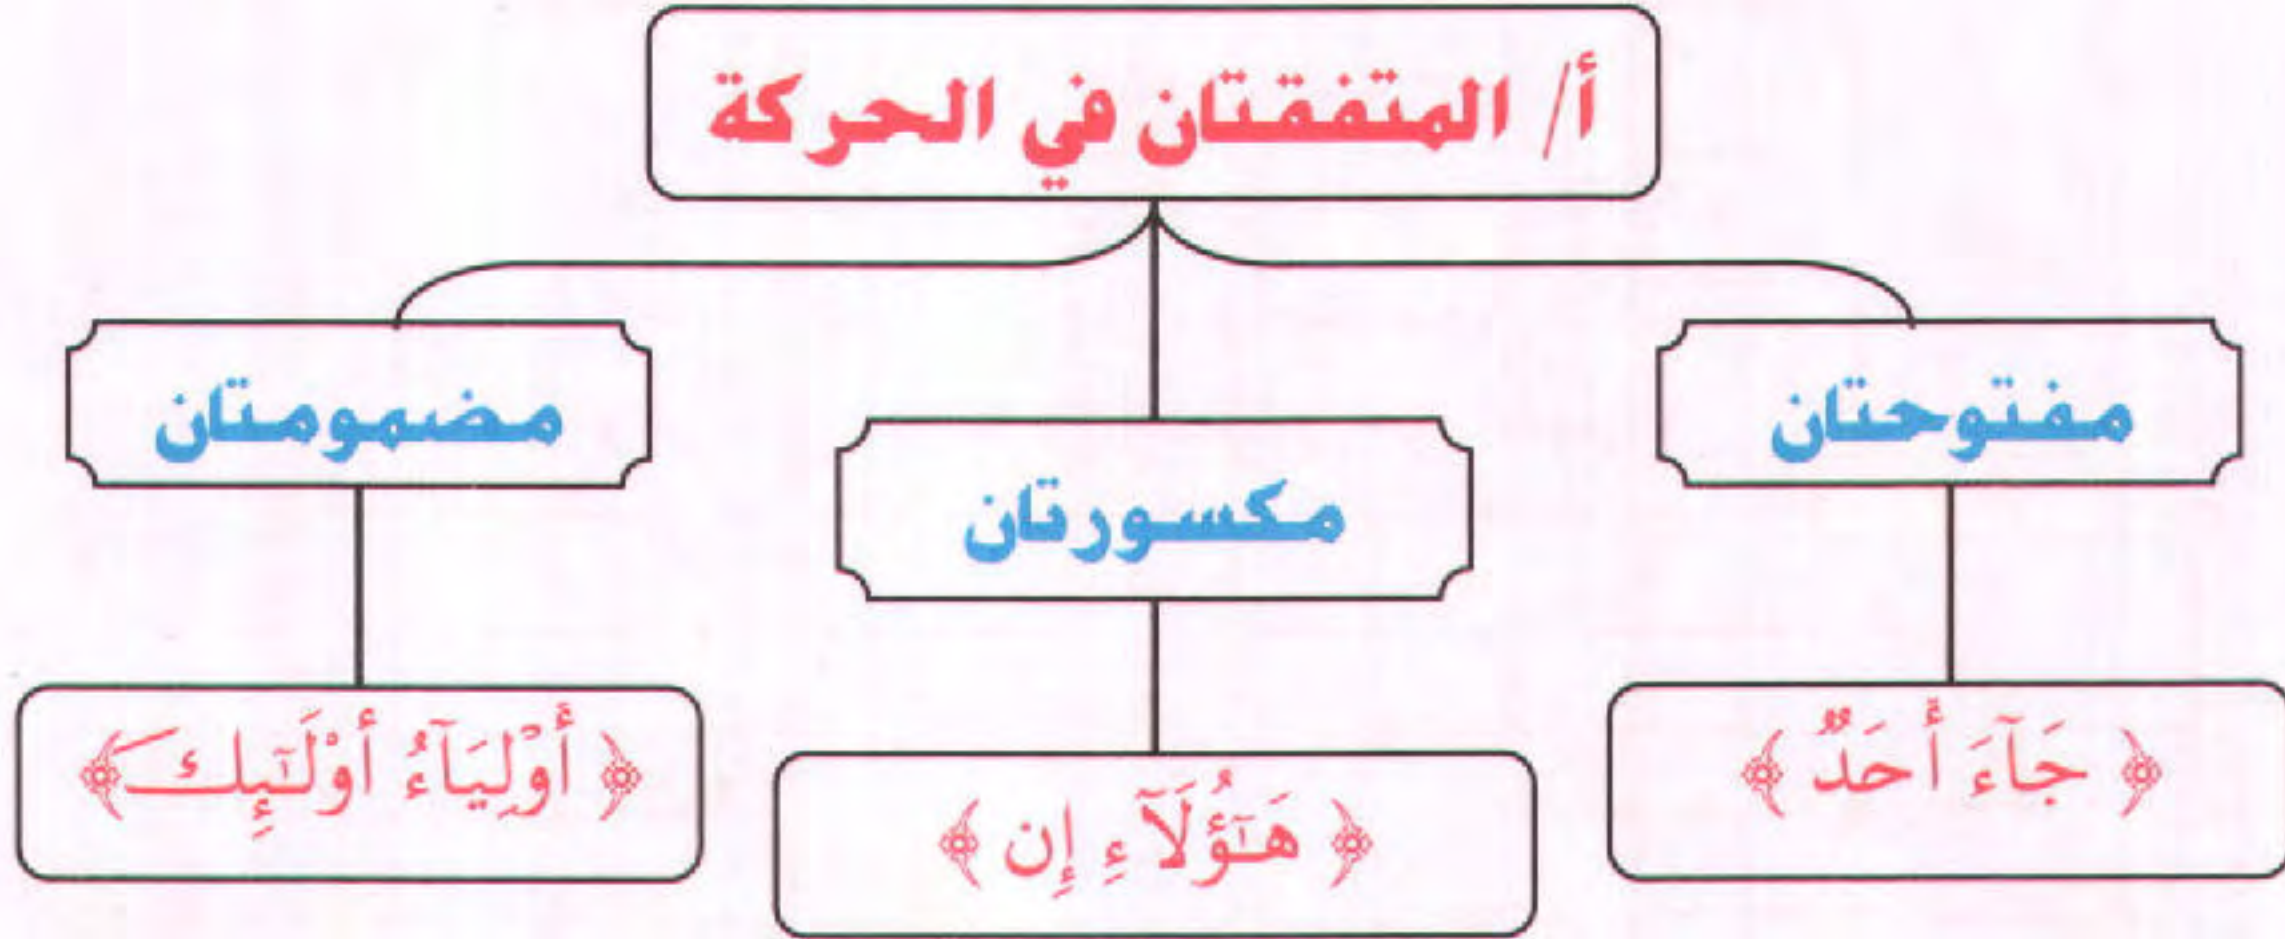 أ/ المتفقتان في الحركة
مفتوحتان
مكسورتان
مضمومتان
﴿ جَآءَ أَحَدٌ ﴾
﴿ هَـٰٓؤُلَآءِ إِن ﴾
﴿ أَوْلِيَآءُ أُوْلَـٰٓئِكَ ﴾